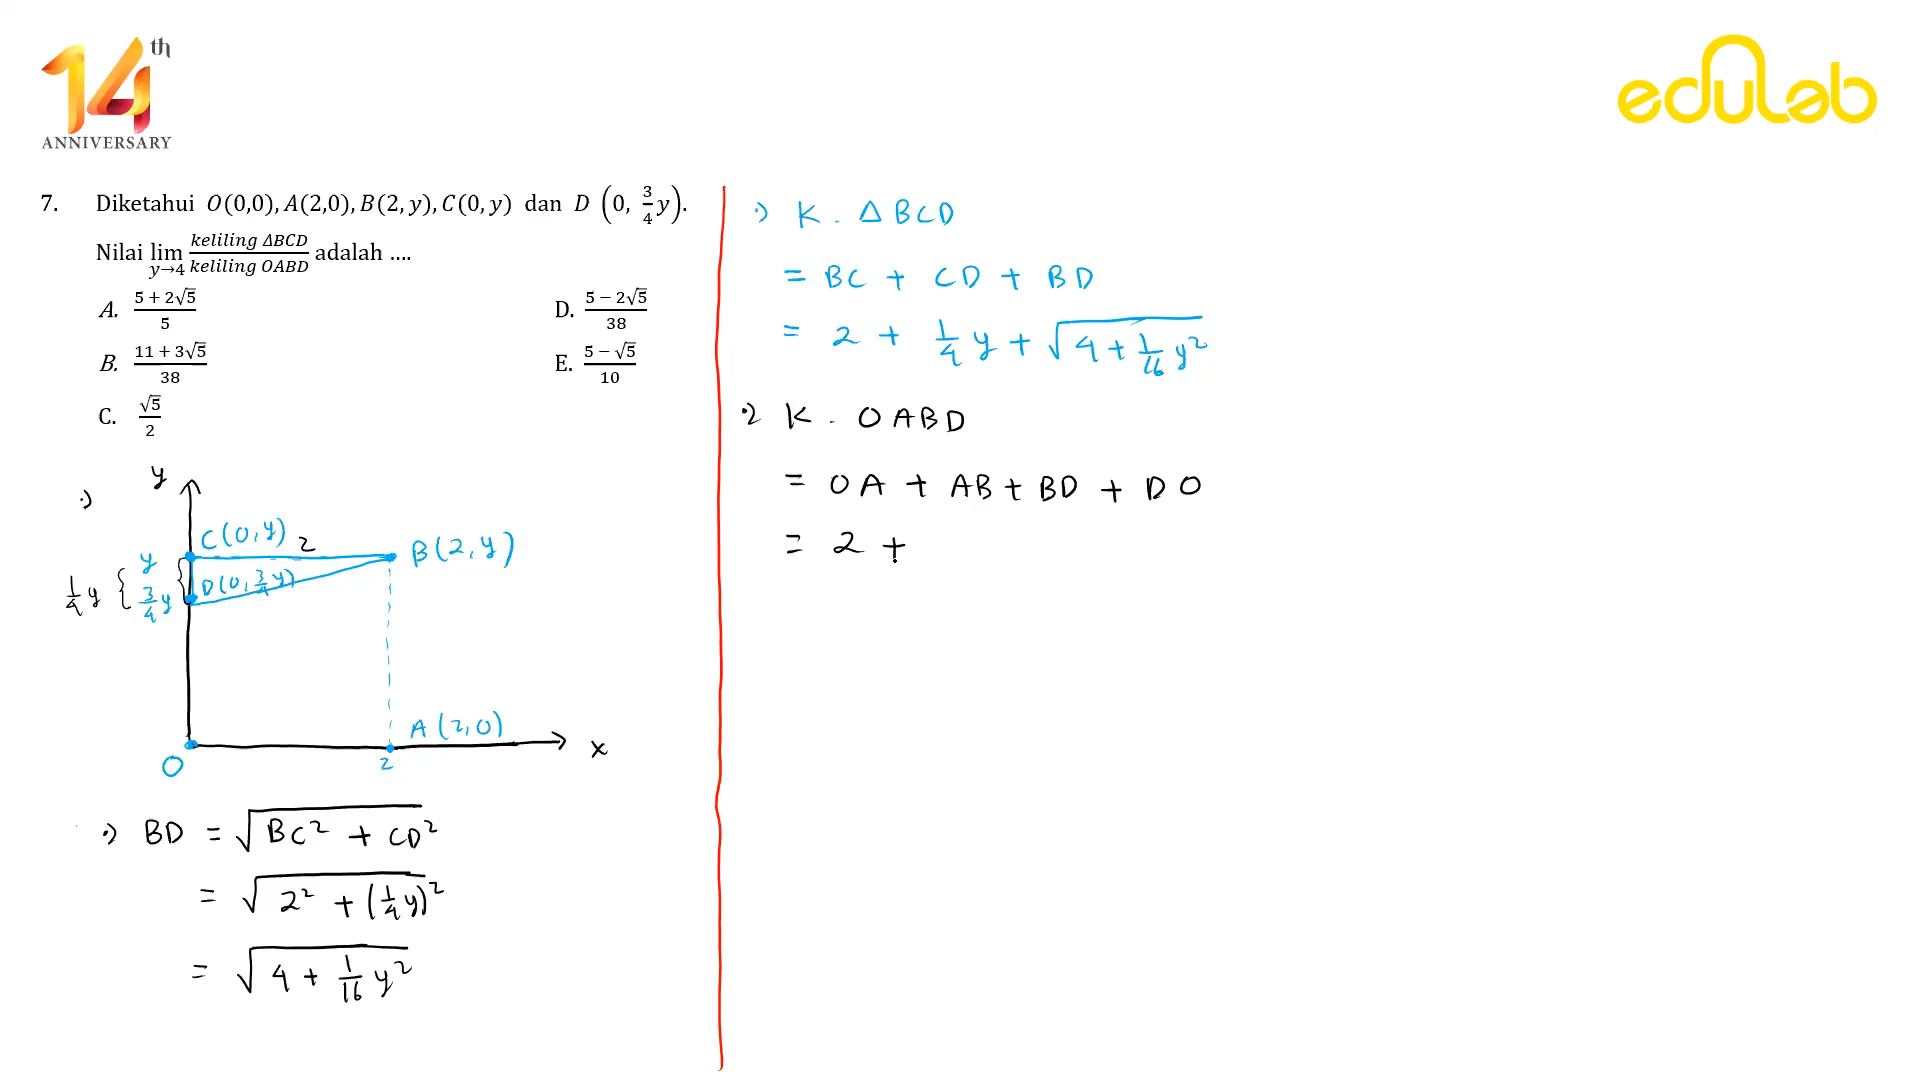 14th
ANNIVERSARY
edulab
7. Diketahui O(0,0), A(2,0), B(2, y), C(0, y) dan D (0, 3/4 y).
Nilai lim y→4 keliling ΔBCD / keliling OABD adalah ....
A. 5 + 2√5 / 5
D. 5 − 2√5 / 38
B. 11 + 3√5 / 38
E. 5 − √5 / 10
C. √5 / 2
·) y
C(0,y) 2 B(2,y)
1/4 y { y 3/4 y { D(0, 3/4 y)
A(2,0)
O 2 x
·) BD = √(BC² + CD²)
= √(2² + (1/4 y)²)
= √(4 + 1/16 y²)
·) K. Δ BCD
= BC + CD + BD
= 2 + 1/4 y + √(4 + 1/16 y²)
·) K. OABD
= OA + AB + BD + DO
= 2 +